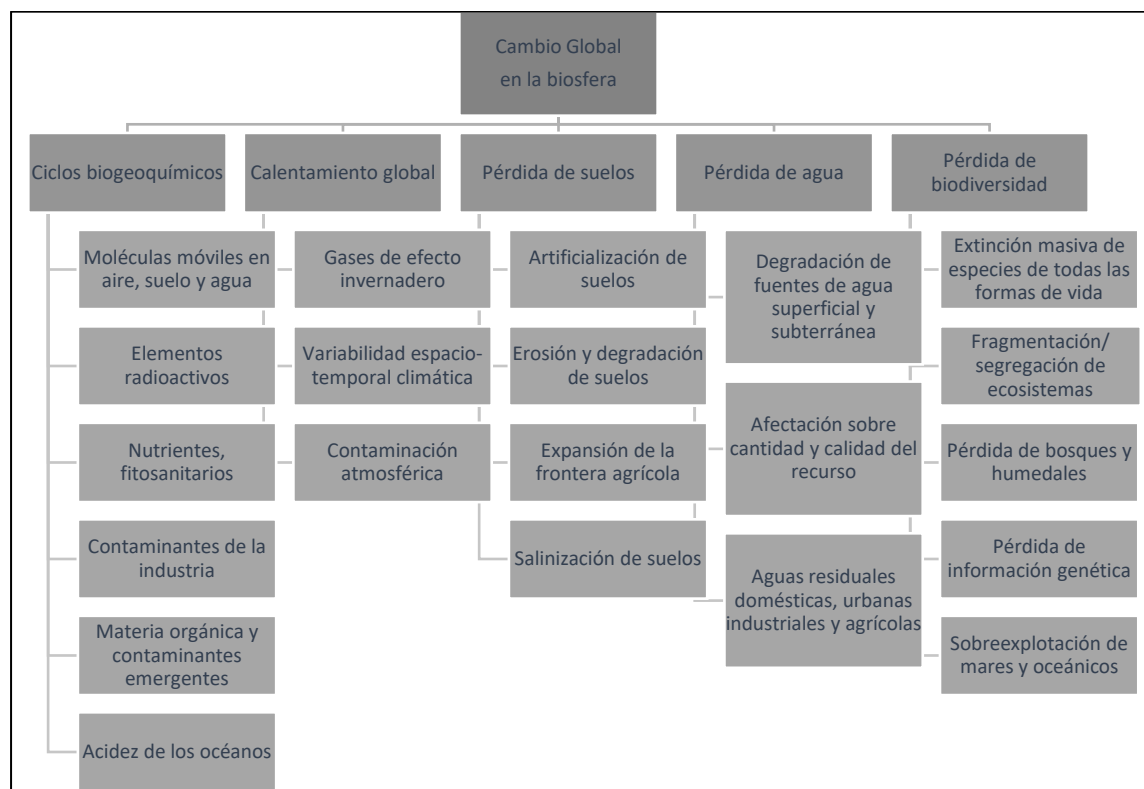 Cambio Global
en la biosfera
Ciclos biogeoquímicos
Calentamiento global
Pérdida de suelos
Pérdida de agua
Pérdida de
biodiversidad
Moléculas móviles en
aire, suelo y agua
Elementos
radioactivos
Nutrientes,
fitosanitarios
Contaminantes de la
industria
Materia orgánica y
contaminantes
emergentes
Acidez de los océanos
Gases de efecto
invernadero
Variabilidad espacio-
temporal climática
Contaminación
atmosférica
Artificialización de
suelos
Erosión y degradación
de suelos
Expansión de la
frontera agrícola
Salinización de suelos
Degradación de
fuentes de agua
superficial y
subterránea
Afectación sobre
cantidad y calidad del
recurso
Aguas residuales
domésticas, urbanas
industriales y agrícolas
Extinción masiva de
especies de todas las
formas de vida
Fragmentación/
segregación de
ecosistemas
Pérdida de bosques y
humedales
Pérdida de
información genética
Sobreexplotación de
mares y oceánicos